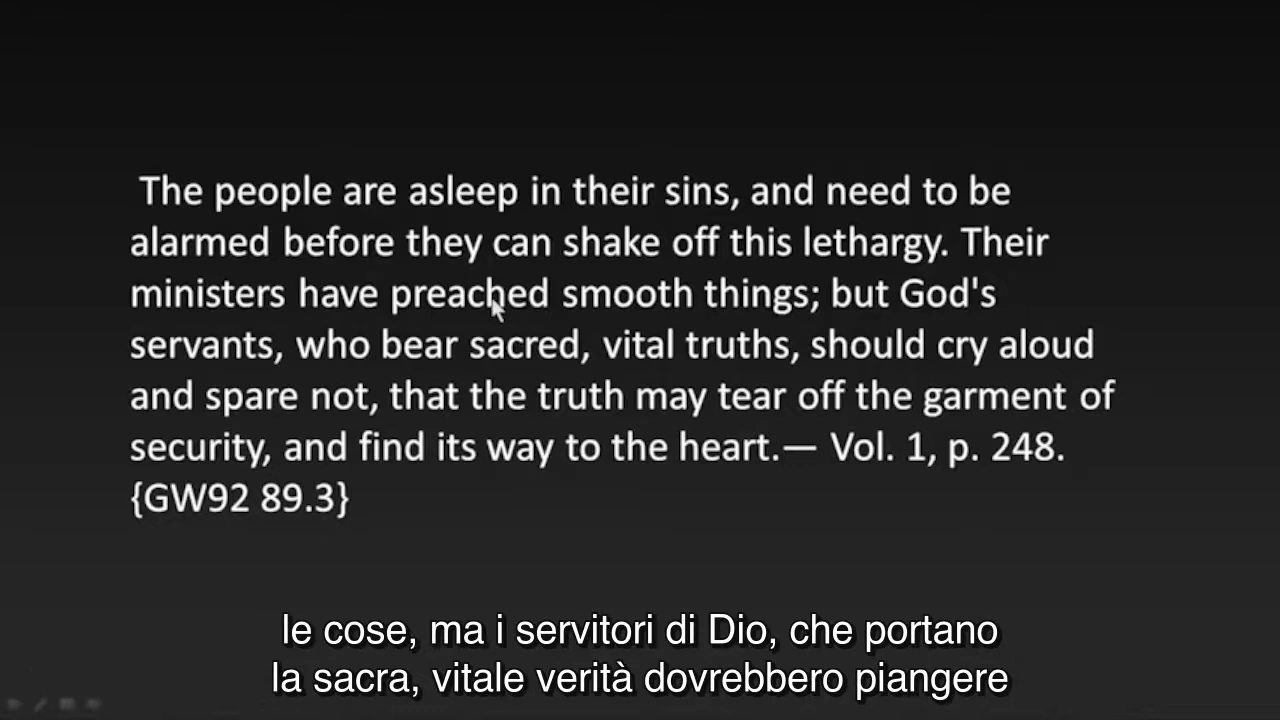 The people are asleep in their sins, and need to be
alarmed before they can shake off this lethargy. Their
ministers have preached smooth things; but God's
servants, who bear sacred, vital truths, should cry aloud
and spare not, that the truth may tear off the garment of
security, and find its way to the heart.— Vol. 1, p. 248.
{GW92 89.3}
le cose, ma i servitori di Dio, che portano
la sacra, vitale verità dovrebbero piangere